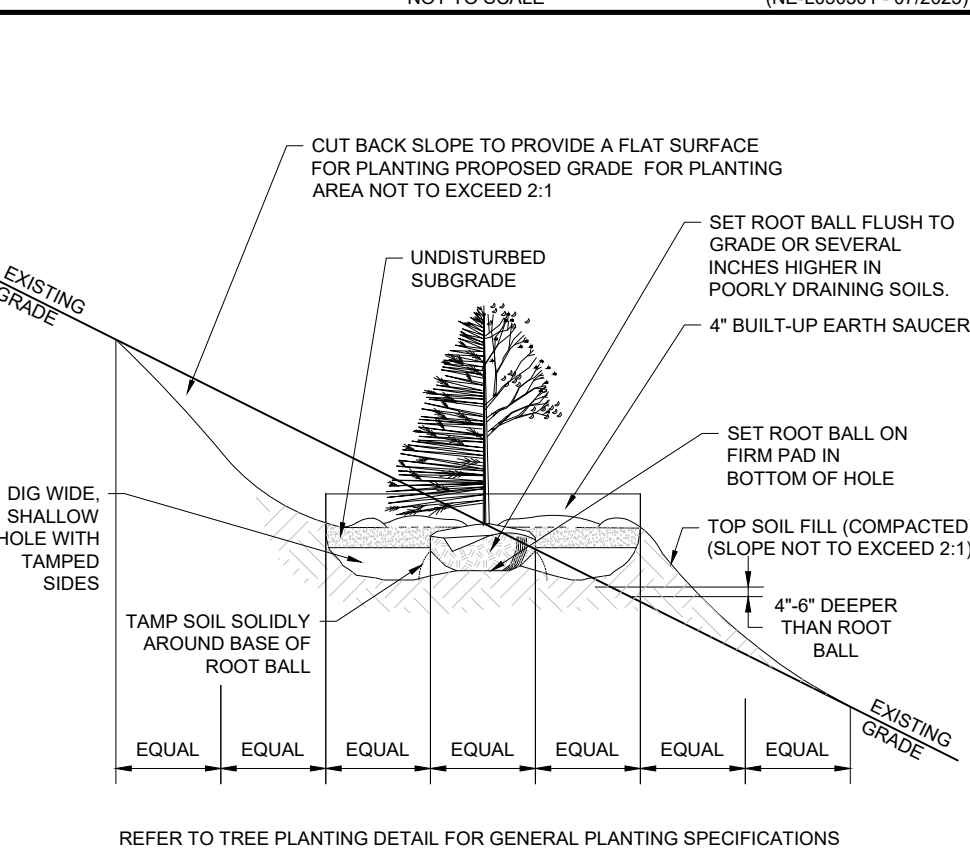 NOT TO SCALE
(NE-L050301 - 07/2023)
CUT BACK SLOPE TO PROVIDE A FLAT SURFACE
FOR PLANTING PROPOSED GRADE FOR PLANTING
AREA NOT TO EXCEED 2:1
SET ROOT BALL FLUSH TO
GRADE OR SEVERAL
INCHES HIGHER IN
POORLY DRAINING SOILS.
UNDISTURBED
SUBGRADE
EXISTING
GRADE
4" BUILT-UP EARTH SAUCER
SET ROOT BALL ON
FIRM PAD IN
BOTTOM OF HOLE
DIG WIDE,
SHALLOW
HOLE WITH
TAMPED
SIDES
TOP SOIL FILL (COMPACTED)
(SLOPE NOT TO EXCEED 2:1)
4"-6" DEEPER
THAN ROOT
BALL
TAMP SOIL SOLIDLY
AROUND BASE OF
ROOT BALL
EXISTING
GRADE
EQUAL EQUAL EQUAL EQUAL EQUAL EQUAL EQUAL
REFER TO TREE PLANTING DETAIL FOR GENERAL PLANTING SPECIFICATIONS